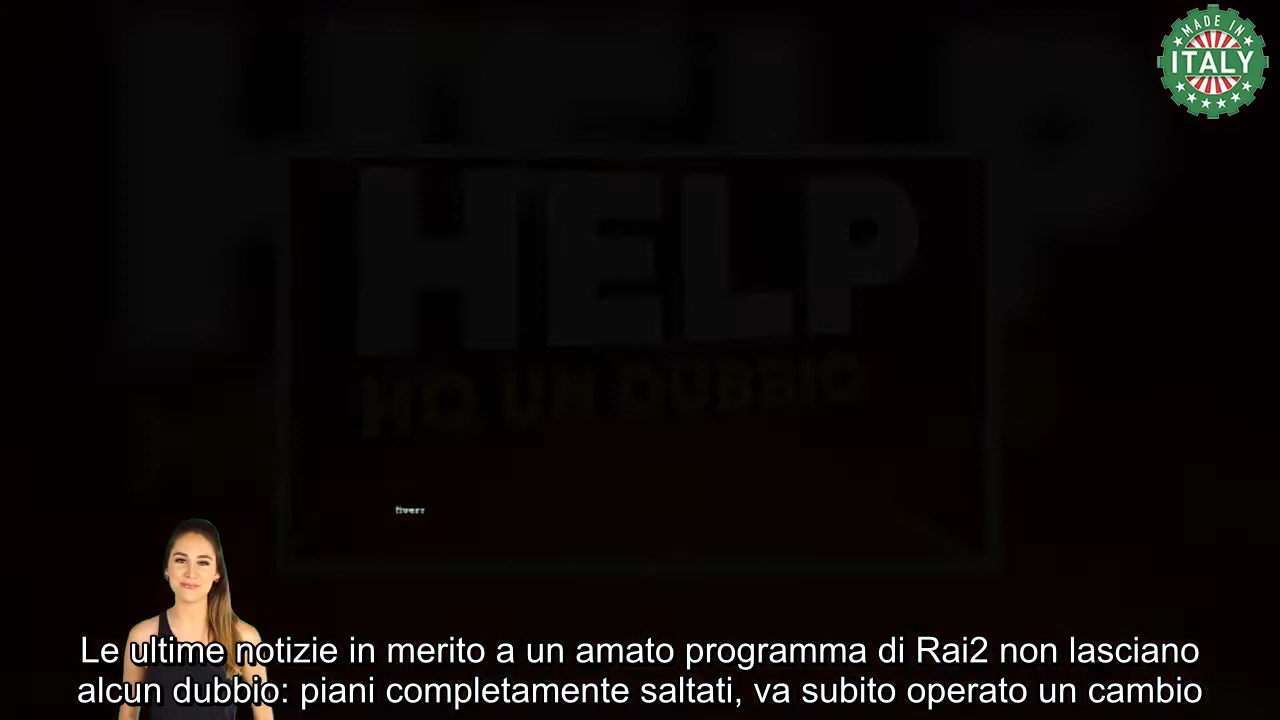 MADE IN
ITALY
HELP
HO UN DUBBIO
fiverr
Le ultime notizie in merito a un amato programma di Rai2 non lasciano
alcun dubbio: piani completamente saltati, va subito operato un cambio